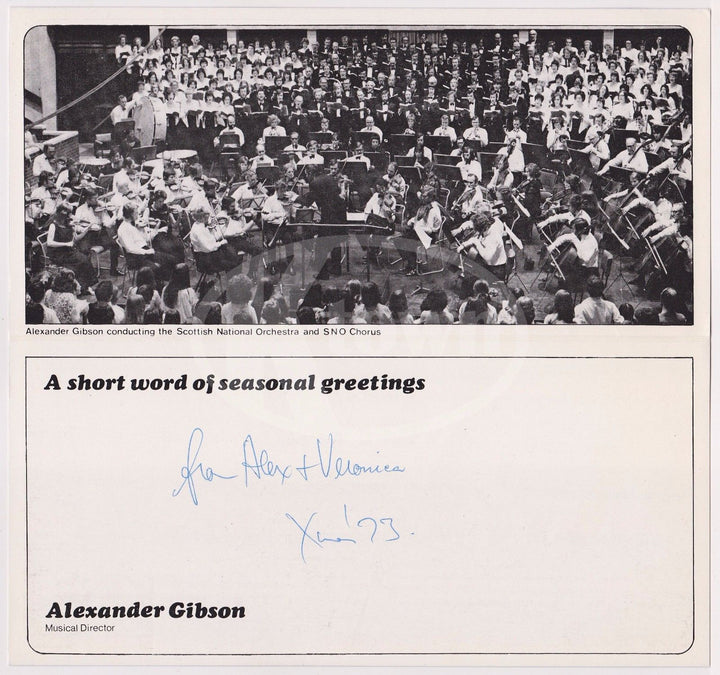 Alexander Gibson conducting the Scottish National Orchestra and SNO Chorus
A short word of seasonal greetings
from Alex + Veronica
Xmas '73.
Alexander Gibson
Musical Director